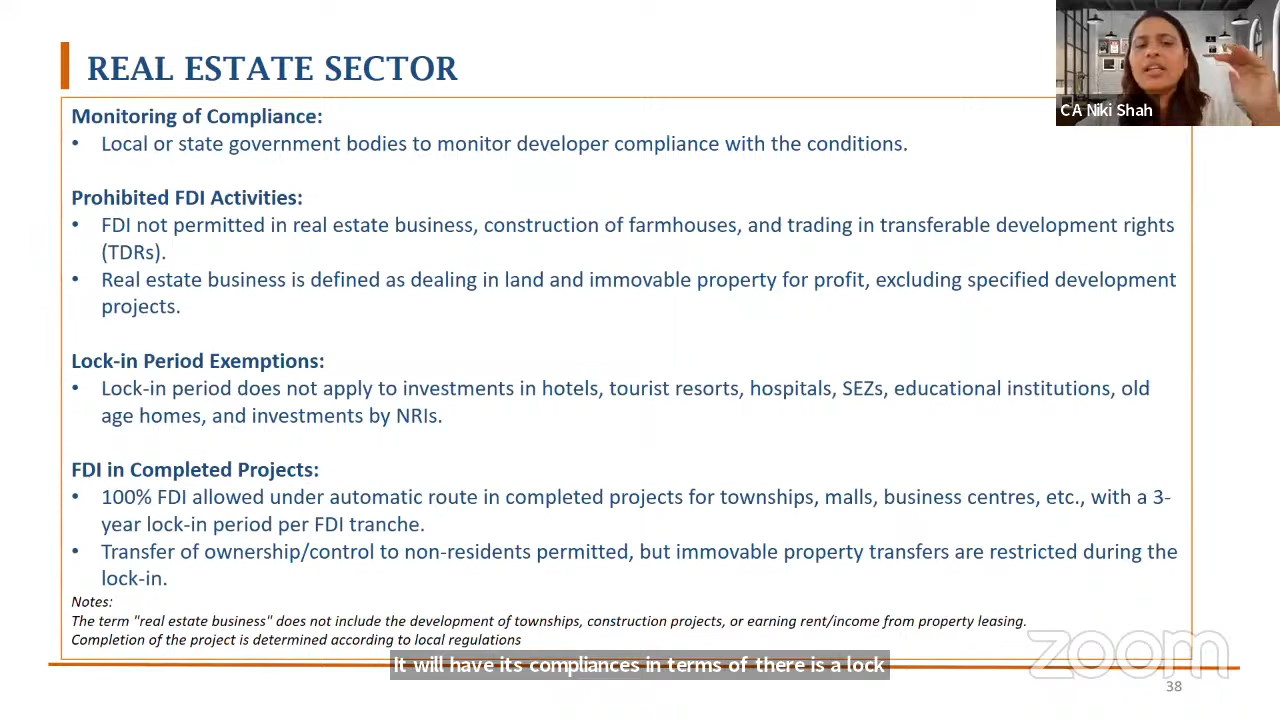 REAL ESTATE SECTOR
CA Niki Shah
Monitoring of Compliance:
• Local or state government bodies to monitor developer compliance with the conditions.
Prohibited FDI Activities:
• FDI not permitted in real estate business, construction of farmhouses, and trading in transferable development rights
(TDRs).
• Real estate business is defined as dealing in land and immovable property for profit, excluding specified development
projects.
Lock-in Period Exemptions:
• Lock-in period does not apply to investments in hotels, tourist resorts, hospitals, SEZs, educational institutions, old
age homes, and investments by NRIs.
FDI in Completed Projects:
• 100% FDI allowed under automatic route in completed projects for townships, malls, business centres, etc., with a 3-
year lock-in period per FDI tranche.
• Transfer of ownership/control to non-residents permitted, but immovable property transfers are restricted during the
lock-in.
Notes:
The term "real estate business" does not include the development of townships, construction projects, or earning rent/income from property leasing.
Completion of the project is determined according to local regulations
It will have its compliances in terms of there is a lock
zoom
38